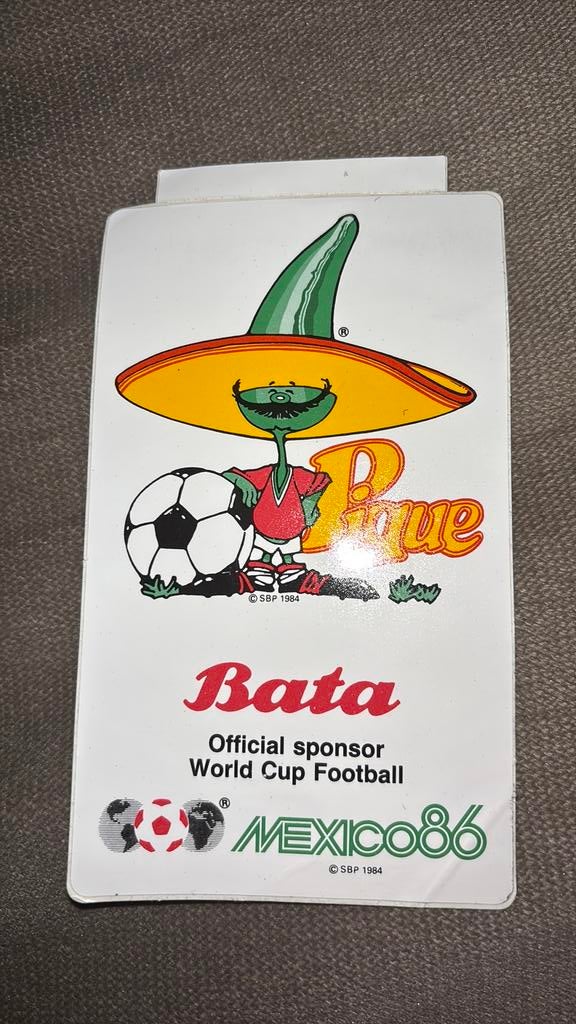 ®
Pique
© SBP 1984
Bata
Official sponsor
World Cup Football
®
MEXICO86
© SBP 1984